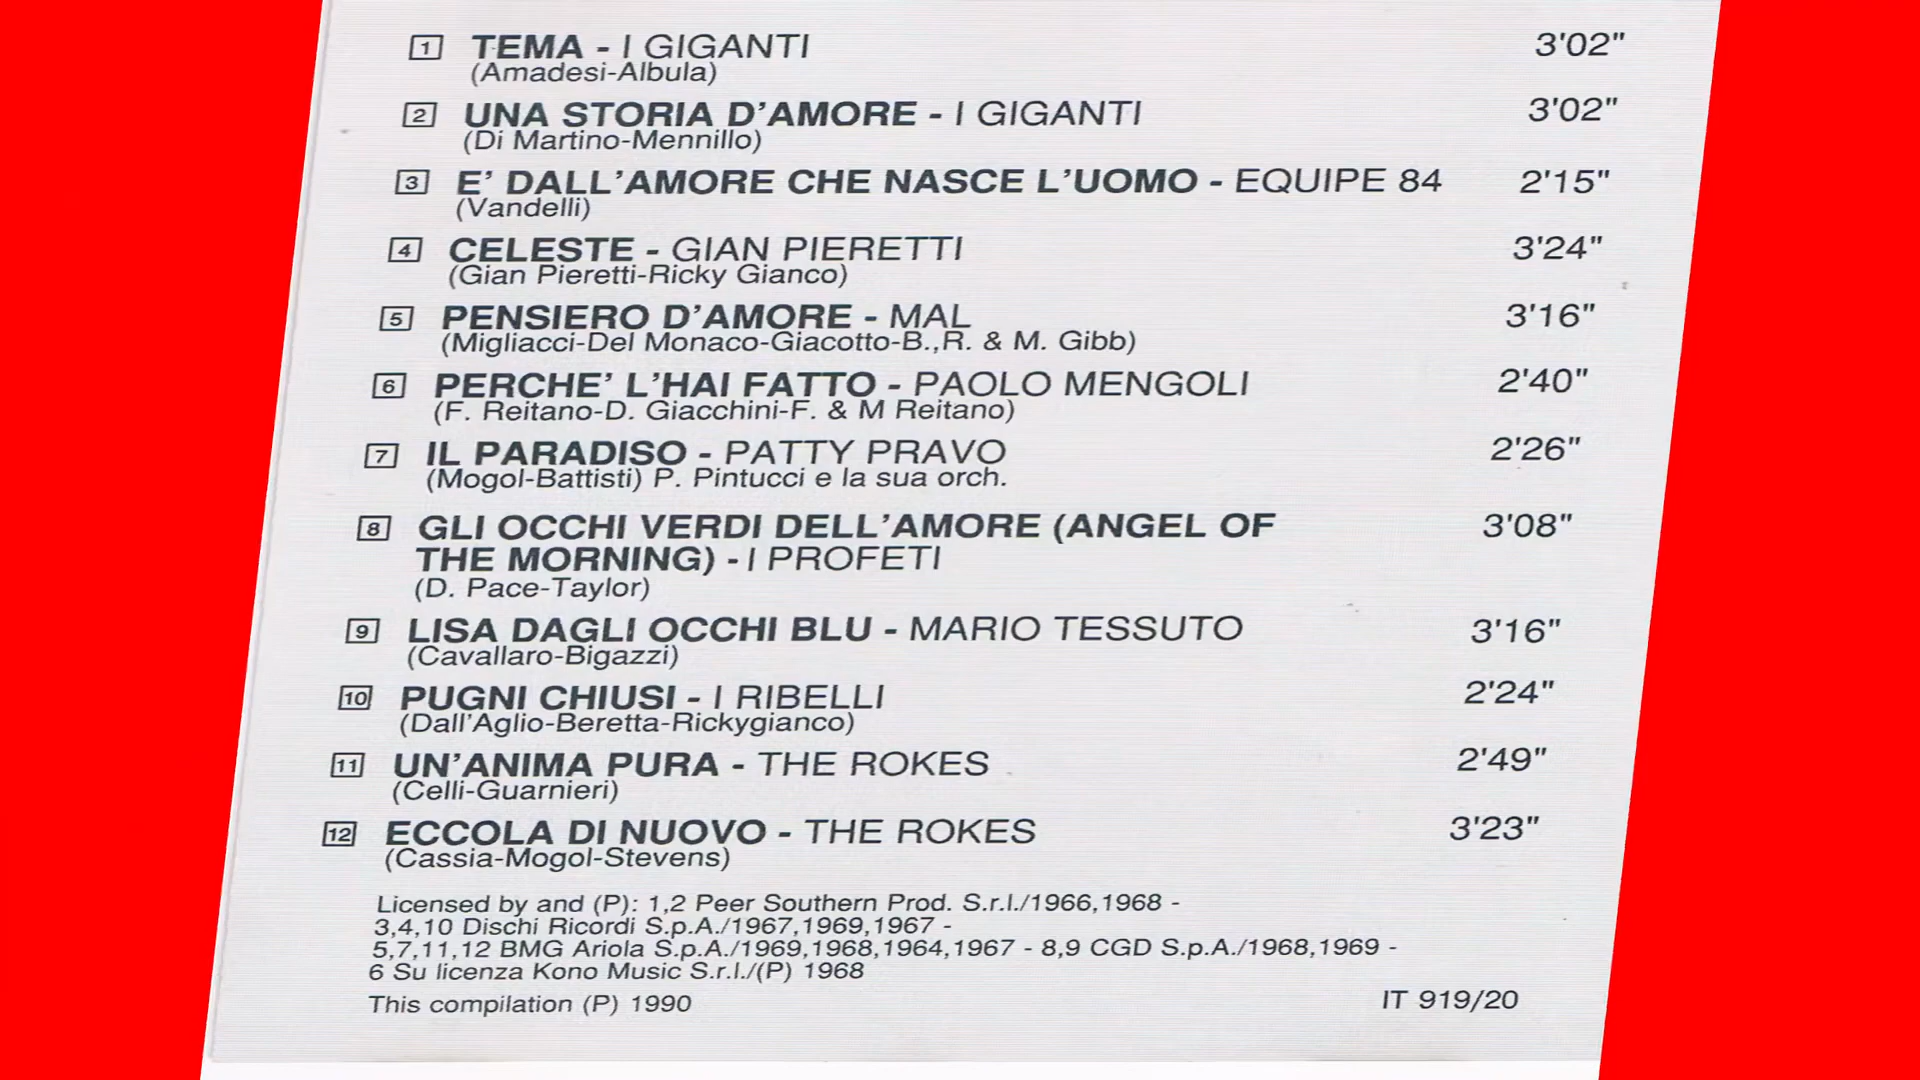 1 TEMA - I GIGANTI 3'02"
(Amadesi-Albula)
2 UNA STORIA D'AMORE - I GIGANTI 3'02"
(Di Martino-Mennillo)
3 E' DALL'AMORE CHE NASCE L'UOMO - EQUIPE 84 2'15"
(Vandelli)
4 CELESTE - GIAN PIERETTI 3'24"
(Gian Pieretti-Ricky Gianco)
5 PENSIERO D'AMORE - MAL 3'16"
(Migliacci-Del Monaco-Giacotto-B.,R. & M. Gibb)
6 PERCHE' L'HAI FATTO - PAOLO MENGOLI 2'40"
(F. Reitano-D. Giacchini-F. & M Reitano)
7 IL PARADISO - PATTY PRAVO 2'26"
(Mogol-Battisti) P. Pintucci e la sua orch.
8 GLI OCCHI VERDI DELL'AMORE (ANGEL OF 3'08"
THE MORNING) - I PROFETI
(D. Pace-Taylor)
9 LISA DAGLI OCCHI BLU - MARIO TESSUTO 3'16"
(Cavallaro-Bigazzi)
10 PUGNI CHIUSI - I RIBELLI 2'24"
(Dall'Aglio-Beretta-Rickygianco)
11 UN'ANIMA PURA - THE ROKES 2'49"
(Celli-Guarnieri)
12 ECCOLA DI NUOVO - THE ROKES 3'23"
(Cassia-Mogol-Stevens)
Licensed by and (P): 1,2 Peer Southern Prod. S.r.l./1966,1968 -
3,4,10 Dischi Ricordi S.p.A./1967,1969,1967 -
5,7,11,12 BMG Ariola S.p.A./1969,1968,1964,1967 - 8,9 CGD S.p.A./1968,1969 -
6 Su licenza Kono Music S.r.l./(P) 1968
This compilation (P) 1990 IT 919/20